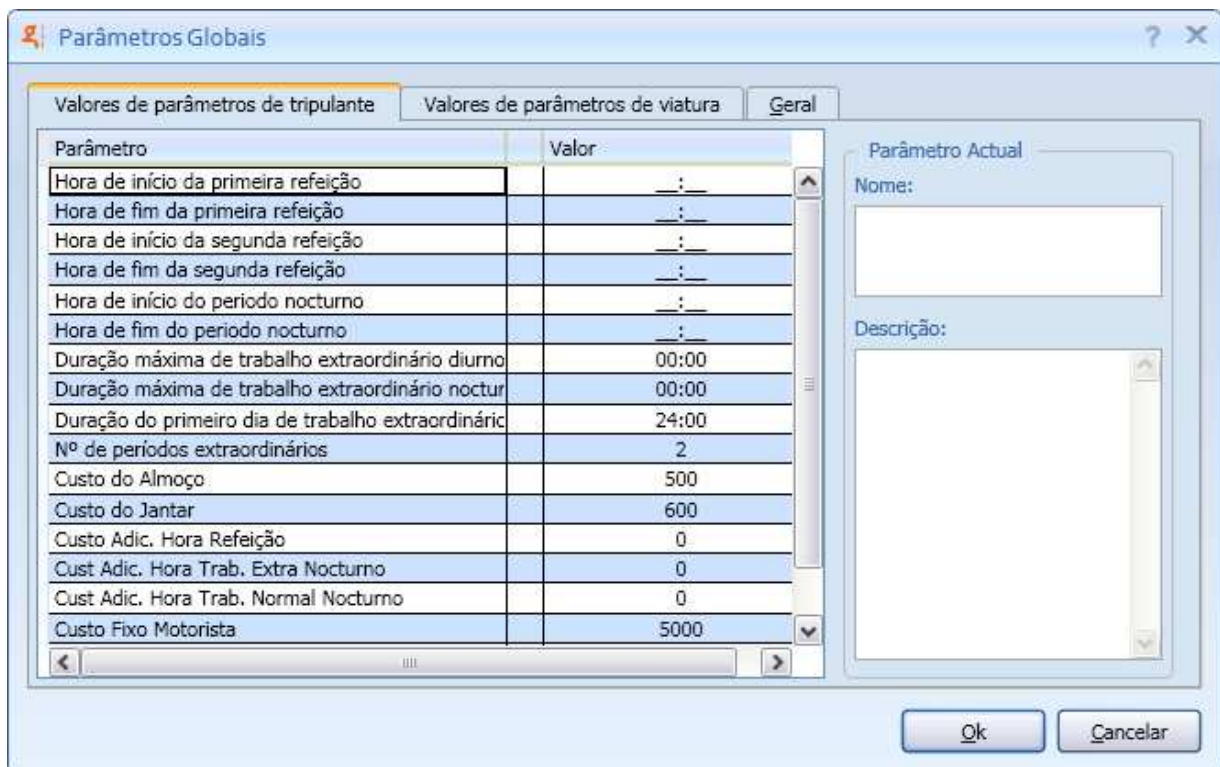 Parâmetros Globais
Valores de parâmetros de tripulante
Valores de parâmetros de viatura
Geral
Parâmetro Valor
Hora de início da primeira refeição __:__
Hora de fim da primeira refeição __:__
Hora de início da segunda refeição __:__
Hora de fim da segunda refeição __:__
Hora de início do periodo nocturno __:__
Hora de fim do periodo nocturno __:__
Duração máxima de trabalho extraordinário diurno 00:00
Duração máxima de trabalho extraordinário noctur 00:00
Duração do primeiro dia de trabalho extraordináric 24:00
Nº de períodos extraordinários 2
Custo do Almoço 500
Custo do Jantar 600
Custo Adic. Hora Refeição 0
Cust Adic. Hora Trab. Extra Nocturno 0
Cust Adic. Hora Trab. Normal Nocturno 0
Custo Fixo Motorista 5000
Parâmetro Actual
Nome:
Descrição:
Ok
Cancelar